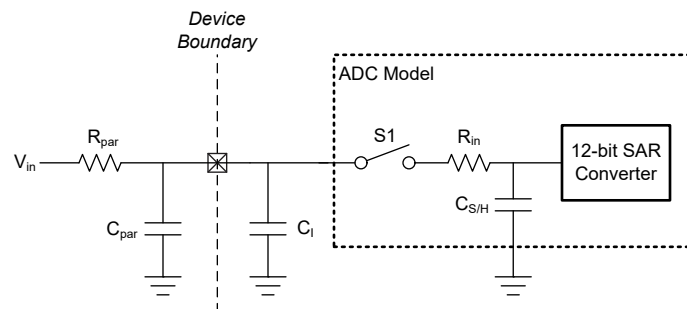 Device
Boundary
ADC Model
V_in
R_par
S1
R_in
12-bit SAR
Converter
C_par
C_I
C_S/H